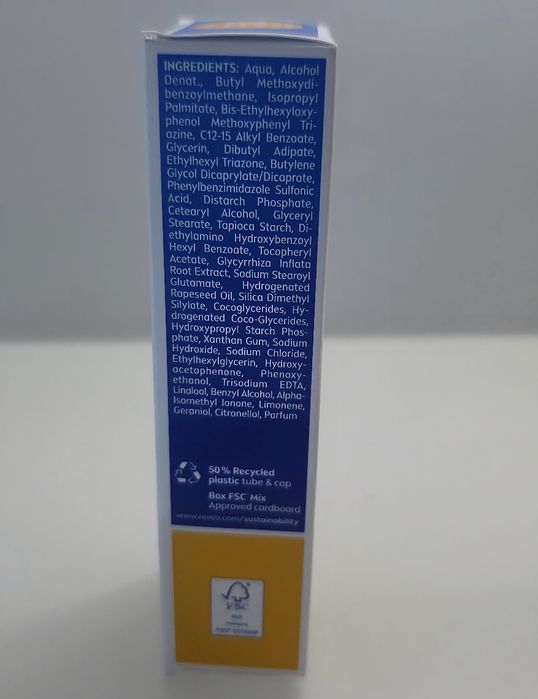 INGREDIENTS: Aqua, Alcohol
Denat., Butyl Methoxydi-
benzoylmethane, Isopropyl
Palmitate, Bis-Ethylhexyloxy-
phenol Methoxyphenyl Tri-
azine, C12-15 Alkyl Benzoate,
Glycerin, Dibutyl Adipate,
Ethylhexyl Triazone, Butylene
Glycol Dicaprylate/Dicaprate,
Phenylbenzimidazole Sulfonic
Acid, Distarch Phosphate,
Cetearyl Alcohol, Glyceryl
Stearate, Tapioca Starch, Di-
ethylamino Hydroxybenzoyl
Hexyl Benzoate, Tocopheryl
Acetate, Glycyrrhiza Inflata
Root Extract, Sodium Stearoyl
Glutamate, Hydrogenated
Rapeseed Oil, Silica Dimethyl
Silylate, Cocoglycerides, Hy-
drogenated Coco-Glycerides,
Hydroxypropyl Starch Phos-
phate, Xanthan Gum, Sodium
Hydroxide, Sodium Chloride,
Ethylhexylglycerin, Hydroxy-
acetophenone, Phenoxy-
ethanol, Trisodium EDTA,
Linalool, Benzyl Alcohol, Alpha-
Isomethyl Ionone, Limonene,
Geraniol, Citronellol, Parfum
50% Recycled
plastic tube & cap
Box FSC Mix
Approved cardboard
www.nivea.com/sustainability
FSC